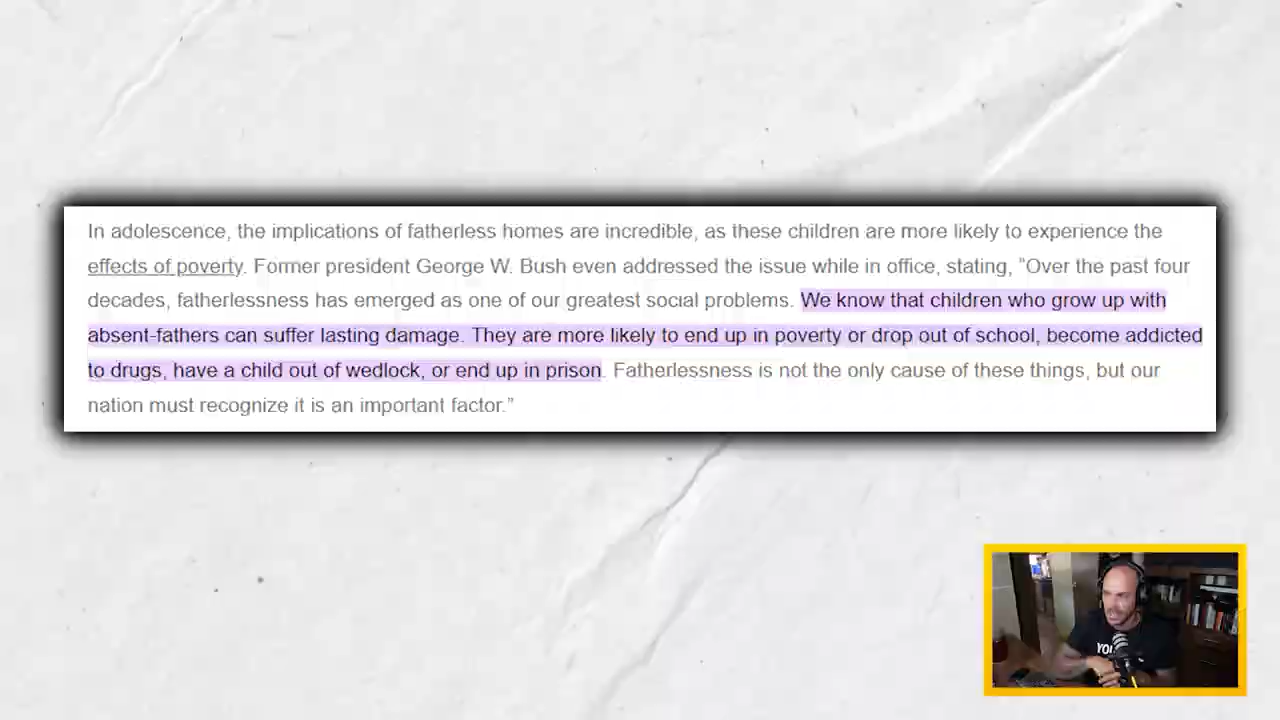 In adolescence, the implications of fatherless homes are incredible, as these children are more likely to experience the
effects of poverty. Former president George W. Bush even addressed the issue while in office, stating, "Over the past four
decades, fatherlessness has emerged as one of our greatest social problems. We know that children who grow up with
absent-fathers can suffer lasting damage. They are more likely to end up in poverty or drop out of school, become addicted
to drugs, have a child out of wedlock, or end up in prison. Fatherlessness is not the only cause of these things, but our
nation must recognize it is an important factor."